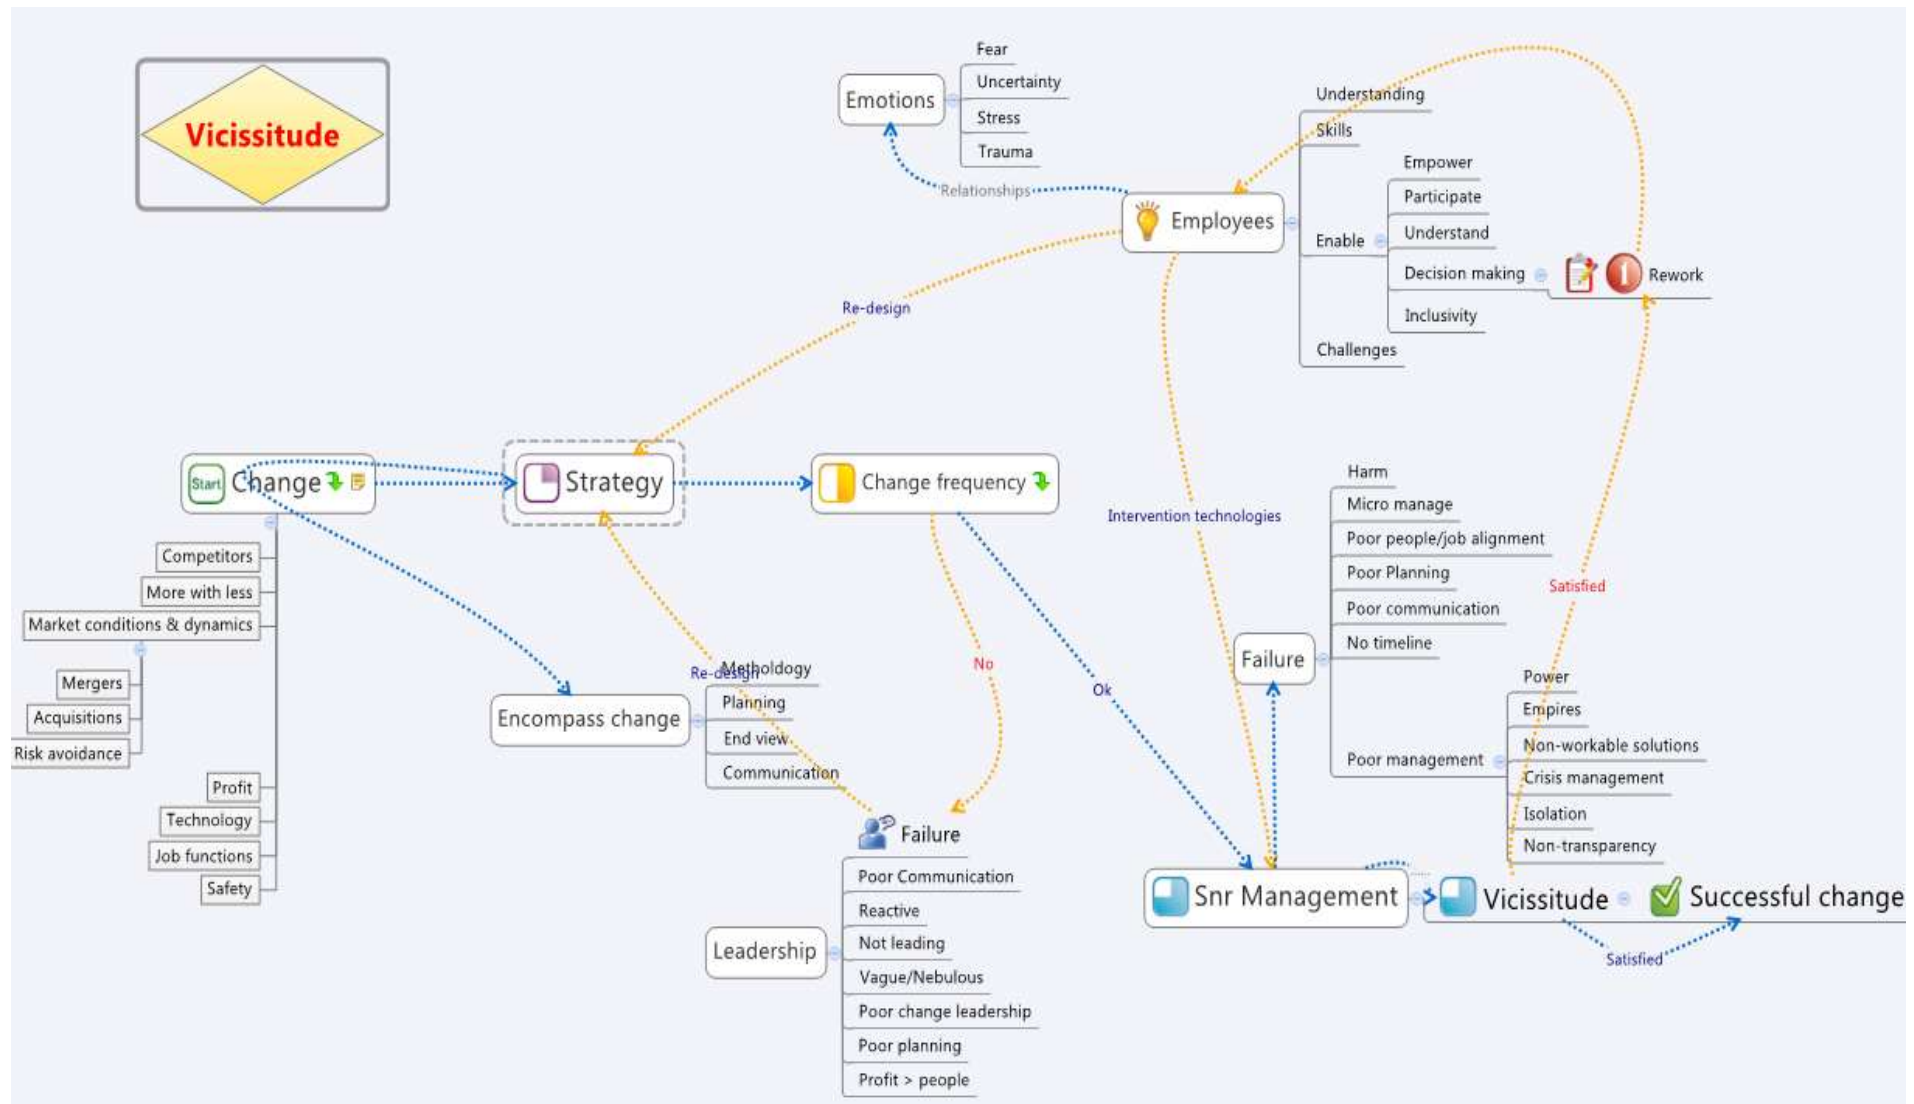 Vicissitude
Emotions
Fear
Uncertainty
Stress
Trauma
Relationships
Employees
Understanding
Skills
Enable
Empower
Participate
Understand
Decision making
1
Rework
Inclusivity
Challenges
Re-design
Start
Change
Strategy
Change frequency
Competitors
More with less
Market conditions & dynamics
Mergers
Acquisitions
Risk avoidance
Profit
Technology
Job functions
Safety
Encompass change
Metholdogy
Planning
End view
Communication
Re-design
No
Ok
Intervention technologies
Failure
Harm
Micro manage
Poor people/job alignment
Poor Planning
Poor communication
No timeline
Poor management
Power
Empires
Non-workable solutions
Crisis management
Isolation
Non-transparency
Satisfied
Leadership
Failure
Poor Communication
Reactive
Not leading
Vague/Nebulous
Poor change leadership
Poor planning
Profit > people
Snr Management
Vicissitude
Successful change
Satisfied